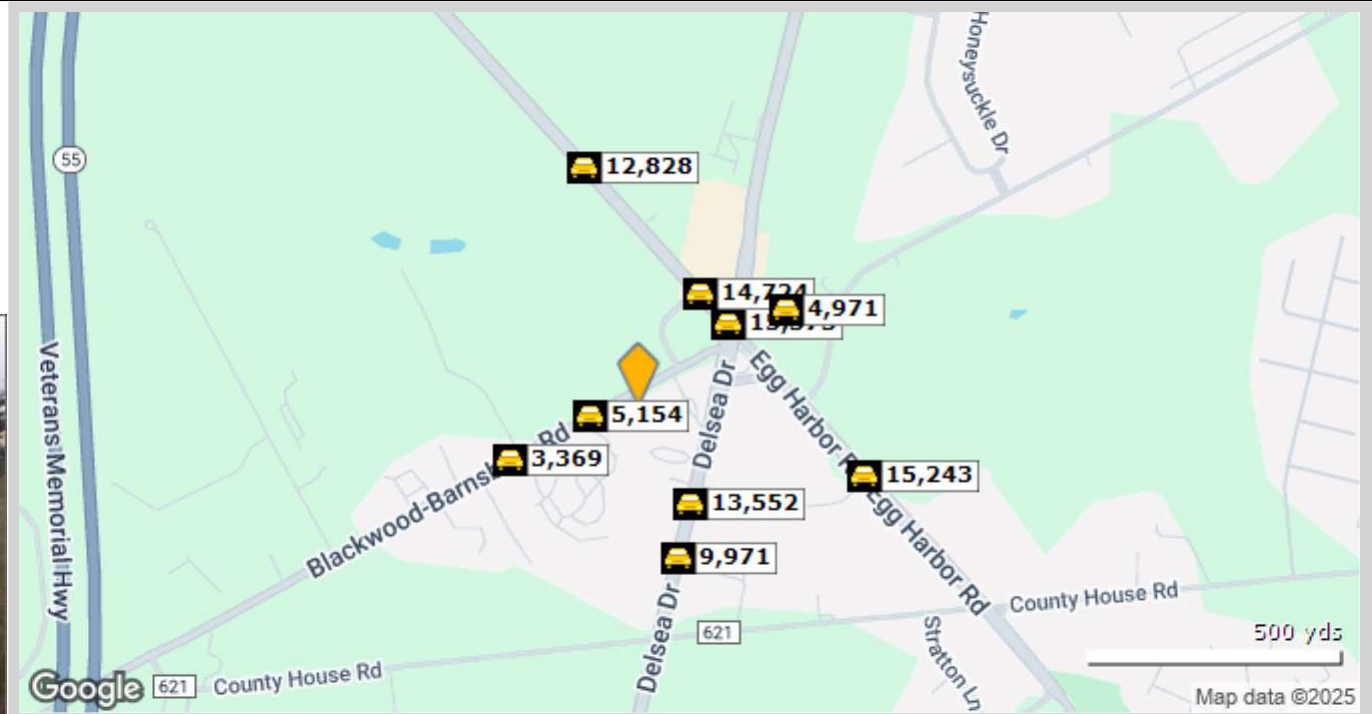 Honeysuckle Dr
55
12,828
14,724
4,971
Veterans Memorial Hwy
Egg Harbor Rd
Delsea Dr
5,154
3,369
Blackwood-Barnsboro Rd
15,243
Egg Harbor Rd
13,552
9,971
County House Rd
Delsea Dr
621
Stratton Ln
500 yds
Google
621
County House Rd
Map data ©2025